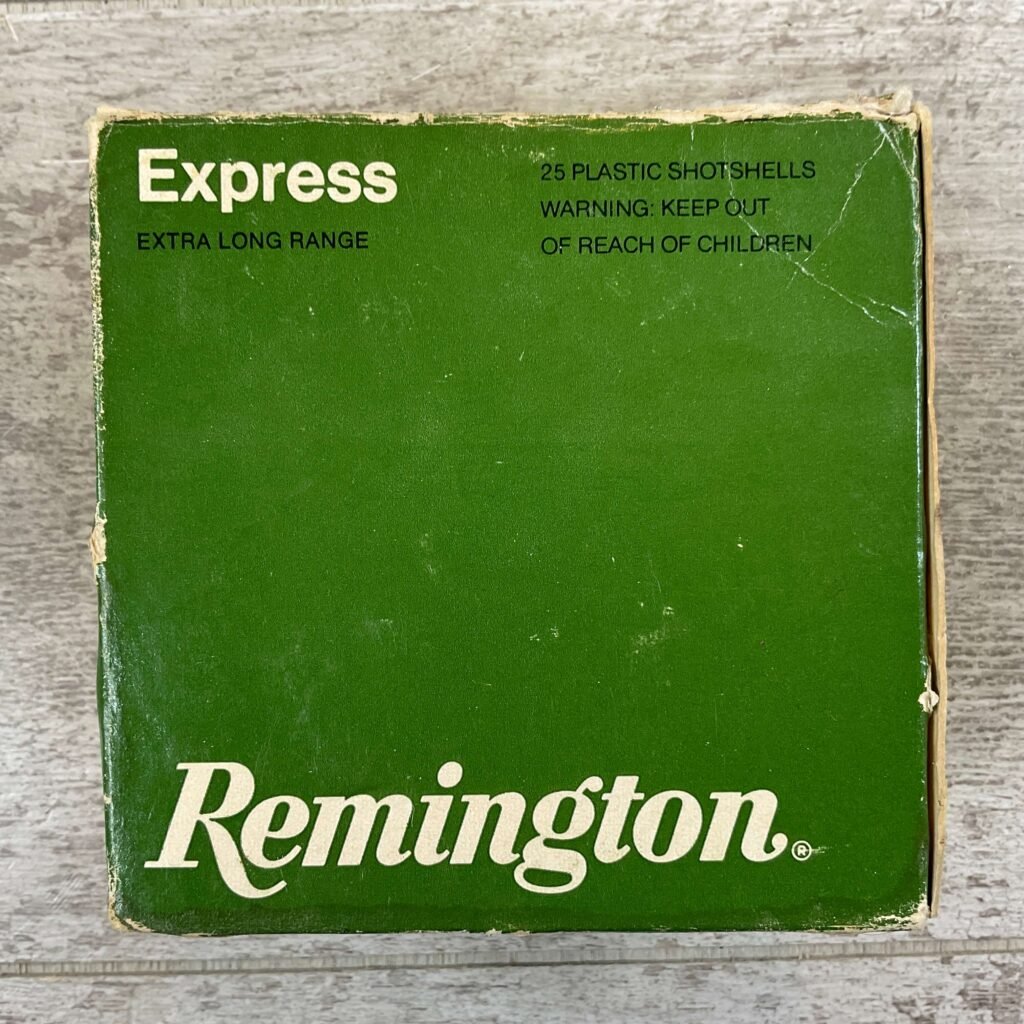 Express
EXTRA LONG RANGE
25 PLASTIC SHOTSHELLS
WARNING: KEEP OUT
OF REACH OF CHILDREN
Remington®